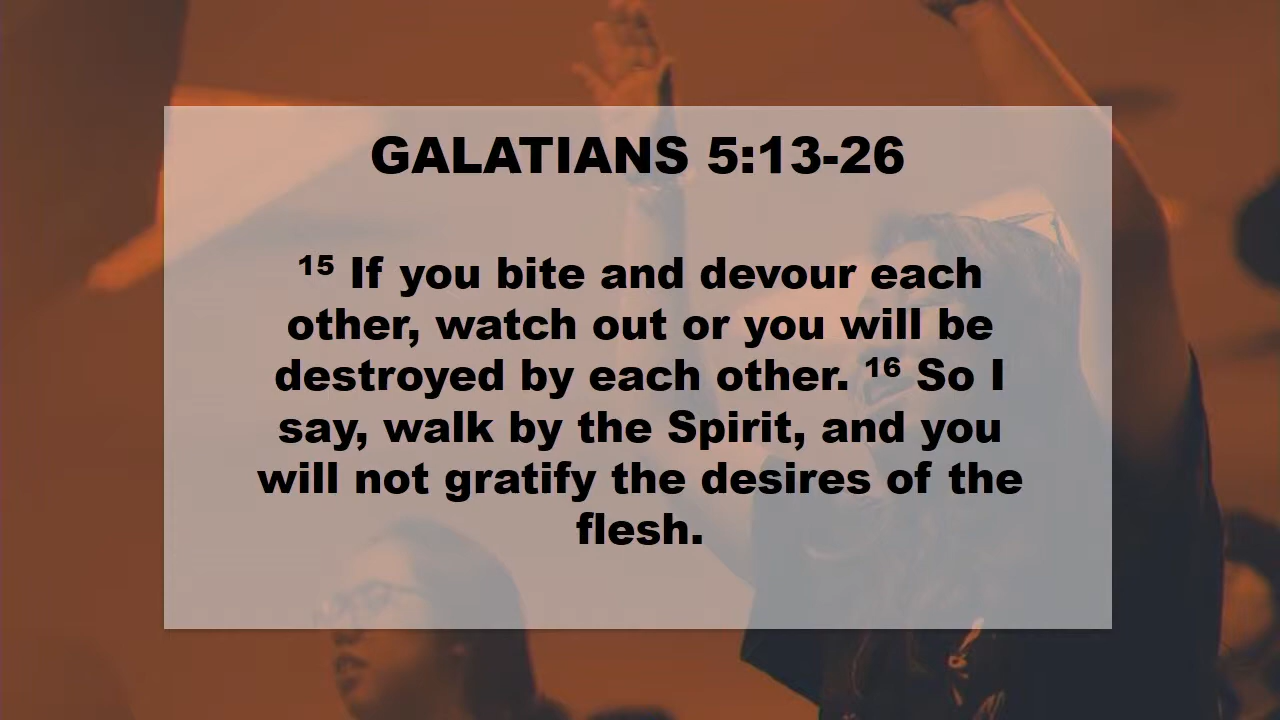 GALATIANS 5:13-26
¹⁵ If you bite and devour each
other, watch out or you will be
destroyed by each other. ¹⁶ So I
say, walk by the Spirit, and you
will not gratify the desires of the
flesh.